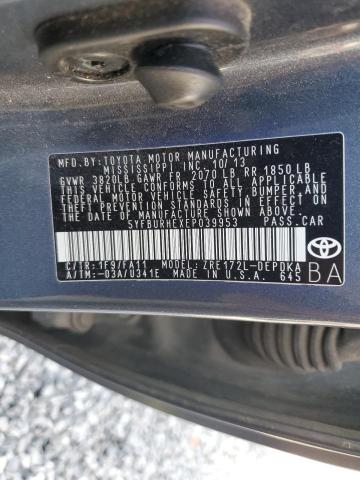 MFD.BY:TOYOTA MOTOR MANUFACTURING
MISSISSIPPI, INC. 10/13
GVWR 3820LB GAWR FR 2070 LB RR 1850 LB
THIS VEHICLE CONFORMS TO ALL APPLICABLE
FEDERAL MOTOR VEHICLE SAFETY, BUMPER, AND
THEFT PREVENTION STANDARDS IN EFFECT ON
THE DATE OF MANUFACTURE SHOWN ABOVE.
5YFBURHEXEP039953 PASS.CAR
C/TR:1F9/FA11 MODEL:ZRE172L-DEPDKA
A/TM:-03A/U341E MADE IN U.S.A. 645
BA